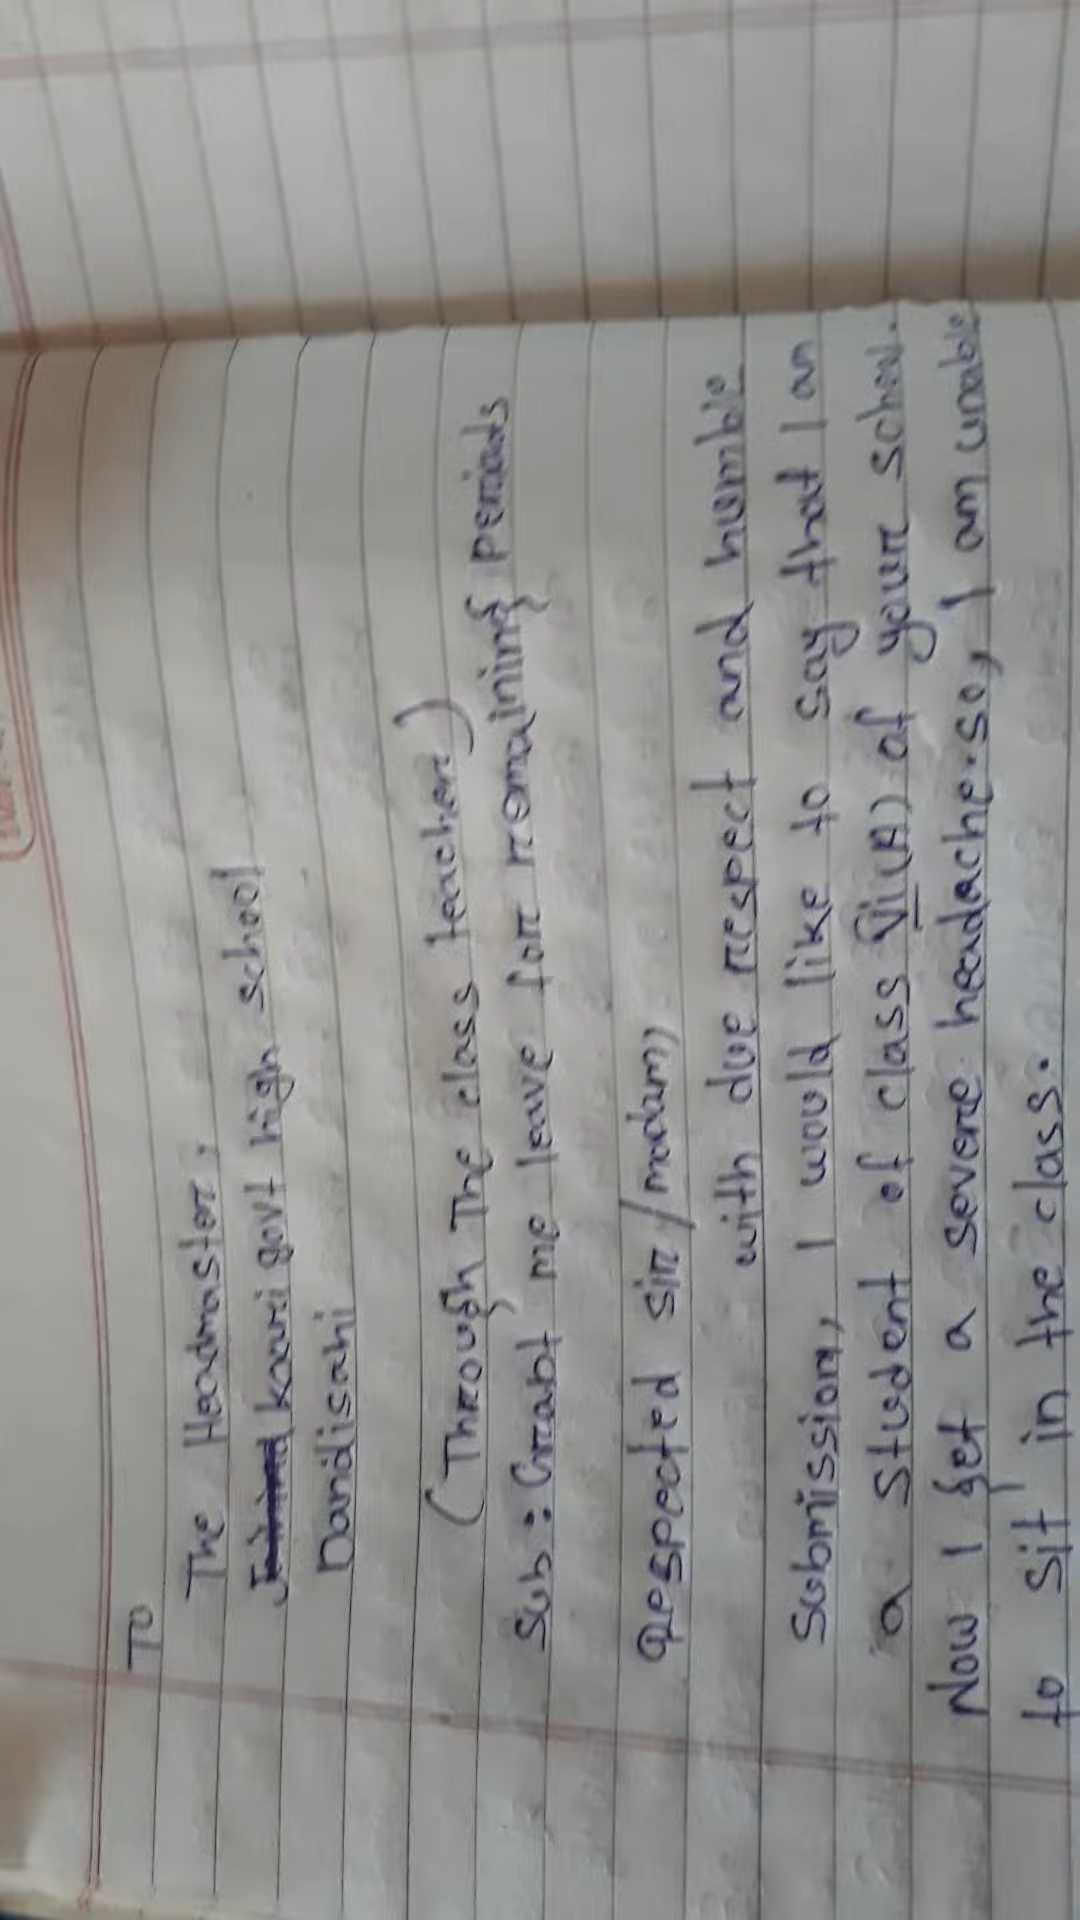 To
The Headmaster,
Kaavi govt high school
Dandisahi
(Through The class teacher)
Sub : Grant me leave for remaining periods
Respected sir/madam,
with due respect and humble
submission, I would like to say that I am
a student of class VII(A) of your school.
Now I get a severe headache. so, I am unable
to sit in the class.